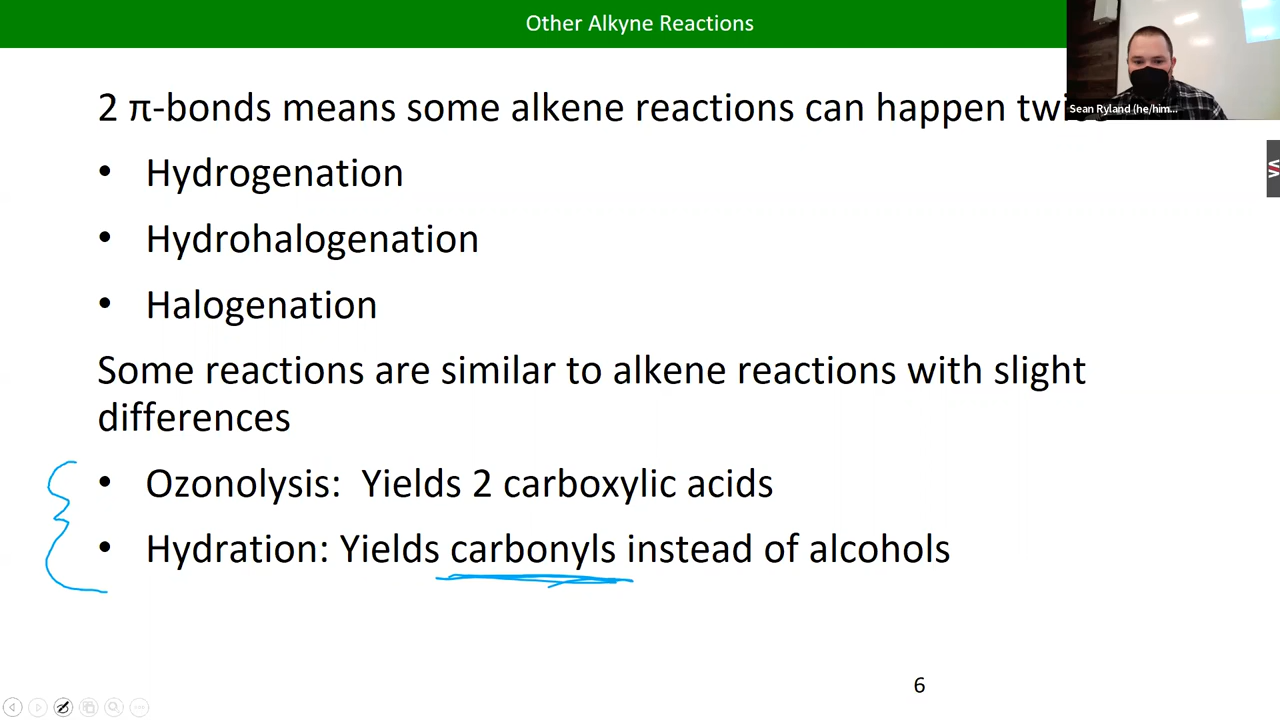 Other Alkyne Reactions
Sean Ryland (he/him...
2 π-bonds means some alkene reactions can happen
• Hydrogenation
• Hydrohalogenation
• Halogenation
Some reactions are similar to alkene reactions with slight
differences
• Ozonolysis: Yields 2 carboxylic acids
• Hydration: Yields carbonyls instead of alcohols
6